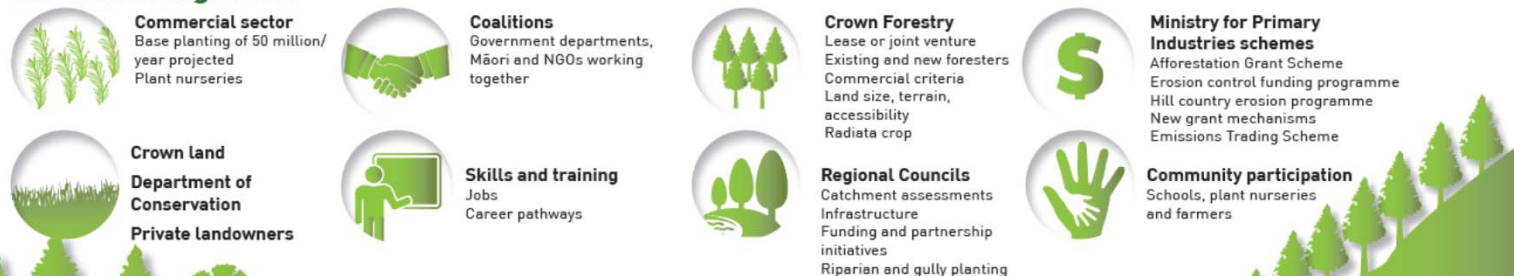 Commercial sector
Base planting of 50 million/
year projected
Plant nurseries
Coalitions
Government departments,
Māori and NGOs working
together
Crown Forestry
Lease or joint venture
Existing and new foresters
Commercial criteria
Land size, terrain,
accessibility
Radiata crop
Ministry for Primary
Industries schemes
Afforestation Grant Scheme
Erosion control funding programme
Hill country erosion programme
New grant mechanisms
Emissions Trading Scheme
Crown land
Department of
Conservation
Private landowners
Skills and training
Jobs
Career pathways
Regional Councils
Catchment assessments
Infrastructure
Funding and partnership
initiatives
Riparian and gully planting
Community participation
Schools, plant nurseries
and farmers